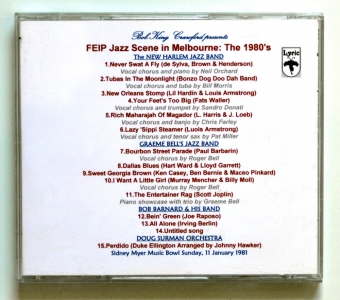 Bob King Crawford presents
FEIP Jazz Scene in Melbourne: The 1980's
Lyric
The NEW HARLEM JAZZ BAND
1.Never Swat A Fly (de Sylva, Brown & Henderson)
Vocal chorus and piano by Neil Orchard
2.Tubas In The Moonlight (Bonzo Dog Doo Dah Band)
Vocal chorus and tuba by Bill Morris
3.New Orleans Stomp (Lil Hardin & Louis Armstrong)
4.Your Feet's Too Big (Fats Waller)
Vocal chorus and trumpet by Sandro Donati
5.Rich Maharajah Of Magador (L. Harris & J. Loeb)
Vocal chorus and banjo by Chris Farley
6.Lazy 'Sippi Steamer (Luois Armstrong)
Vocal chorus and tenor sax by Pat Miller
GRAEME BELL'S JAZZ BAND
7.Bourbon Street Parade (Paul Barbarin)
Vocal chorus by Roger Bell
8.Dallas Blues (Hart Ward & Lloyd Garrett)
Vocal chorus by Roger Bell
9.Sweet Georgia Brown (Ken Casey, Ben Bernie & Maceo Pinkard)
10.I Want A Little Girl (Murray Mencher & Billy Moll)
Vocal chorus by Roger Bell
11.The Entertainer Rag (Scott Joplin)
Piano showcase with trio by Graeme Bell
BOB BARNARD & HIS BAND
12.Bein' Green (Joe Raposo)
13.All Alone (Irving Berlin)
14.Untitled song
DOUG SURMAN ORCHESTRA
15.Perdido (Duke Ellington Arranged by Johnny Hawker)
Sidney Myer Music Bowl Sunday, 11 January 1981